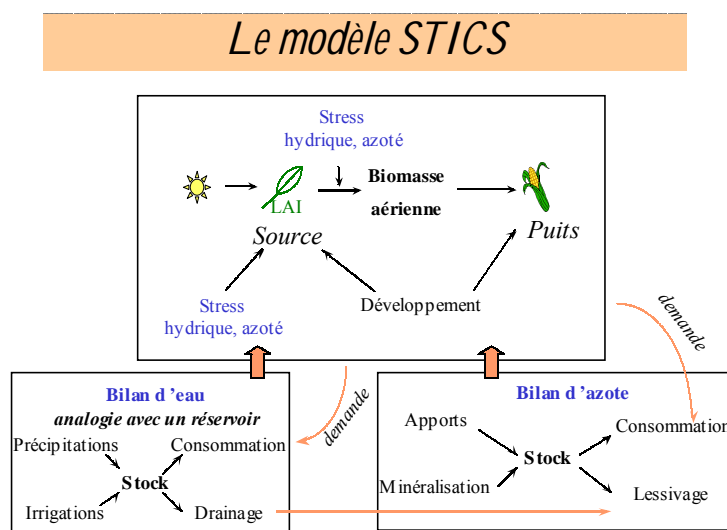 Le modèle STICS
Stress
hydrique, azoté
LAI
Biomasse
aérienne
Source
Puits
Stress
hydrique, azoté
Développement
demande
demande
Bilan d ’eau
analogie avec un réservoir
Précipitations
Consommation
Stock
Irrigations
Drainage
Bilan d ’azote
Apports
Consommation
Stock
Minéralisation
Lessivage